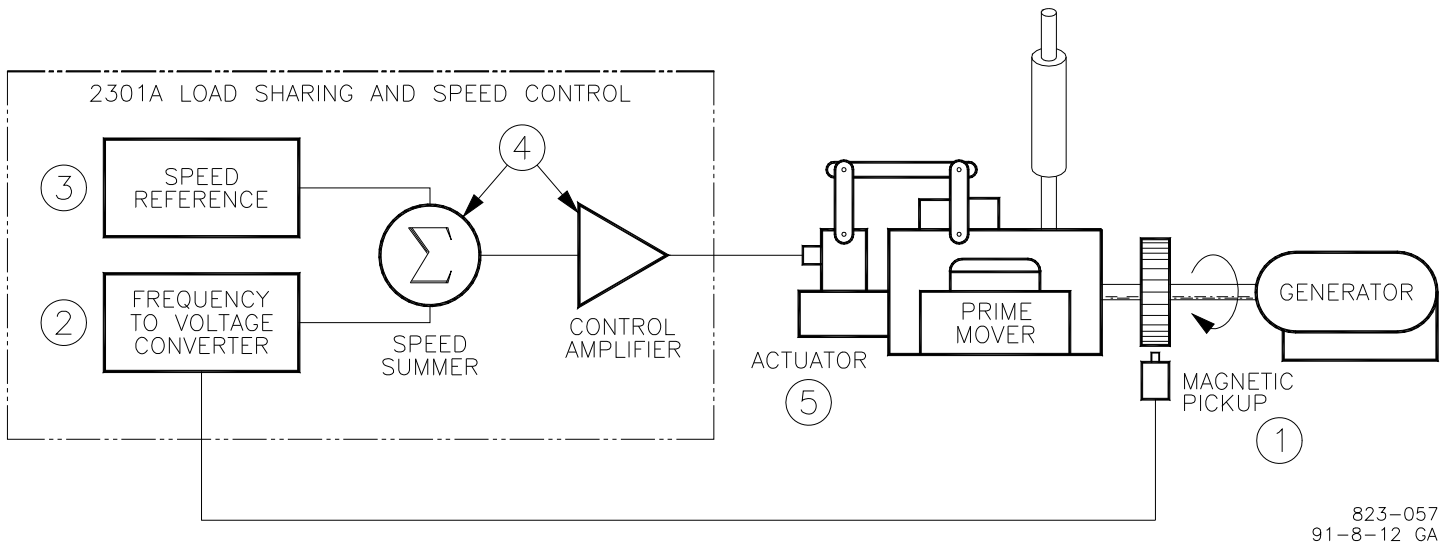 2301A LOAD SHARING AND SPEED CONTROL
3
SPEED
REFERENCE
4
Σ
2
FREQUENCY
TO VOLTAGE
CONVERTER
SPEED
SUMMER
CONTROL
AMPLIFIER
ACTUATOR
5
PRIME
MOVER
GENERATOR
MAGNETIC
PICKUP
1
823-057
91-8-12 GA